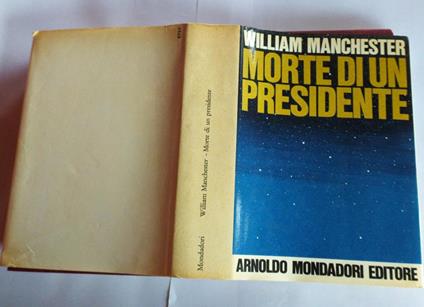 WILLIAM MANCHESTER
MORTE DI UN
PRESIDENTE
ARNOLDO MONDADORI EDITORE
William Manchester - Morte di un presidente
Mondadori